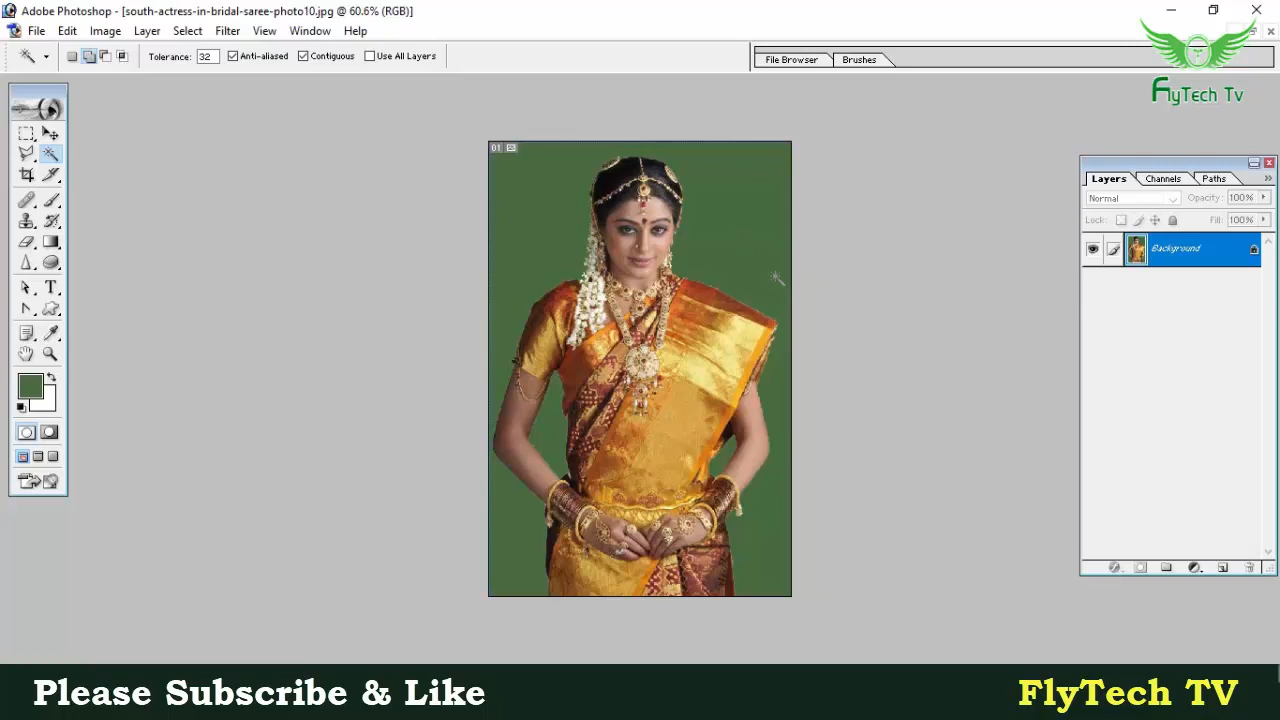 Adobe Photoshop - [south-actress-in-bridal-saree-photo10.jpg @ 60.6% (RGB)]
File Edit Image Layer Select Filter View Window Help
Tolerance: 32 Anti-aliased Contiguous Use All Layers
File Browser Brushes
FlyTech Tv
01
Layers Channels Paths
Normal Opacity: 100%
Lock: Fill: 100%
Background
T
Please Subscribe & Like
FlyTech TV